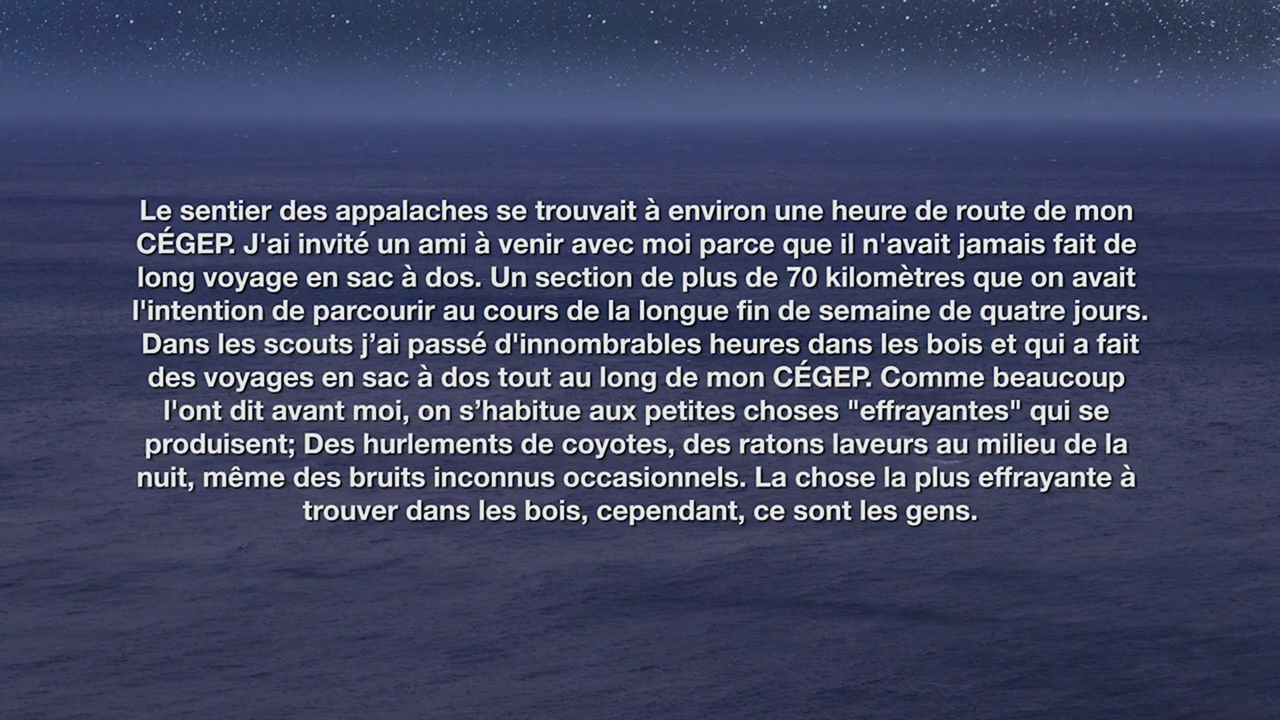 Le sentier des appalaches se trouvait à environ une heure de route de mon
CÉGEP. J'ai invité un ami à venir avec moi parce que il n'avait jamais fait de
long voyage en sac à dos. Un section de plus de 70 kilomètres que on avait
l'intention de parcourir au cours de la longue fin de semaine de quatre jours.
Dans les scouts j’ai passé d'innombrables heures dans les bois et qui a fait
des voyages en sac à dos tout au long de mon CÉGEP. Comme beaucoup
l'ont dit avant moi, on s’habitue aux petites choses "effrayantes" qui se
produisent; Des hurlements de coyotes, des ratons laveurs au milieu de la
nuit, même des bruits inconnus occasionnels. La chose la plus effrayante à
trouver dans les bois, cependant, ce sont les gens.